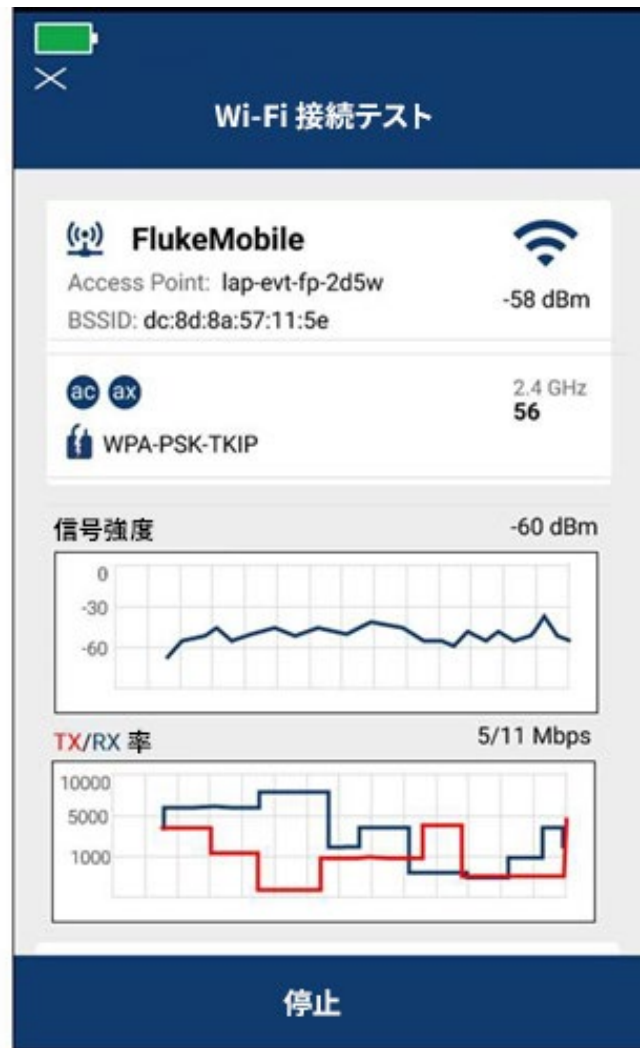 Wi-Fi 接続テスト
FlukeMobile
Access Point: lap-evt-fp-2d5w
-58 dBm
BSSID: dc:8d:8a:57:11:5e
ac ax
2.4 GHz
56
WPA-PSK-TKIP
信号強度
-60 dBm
0
-30
-60
TX/RX 率
5/11 Mbps
10000
5000
1000
停止